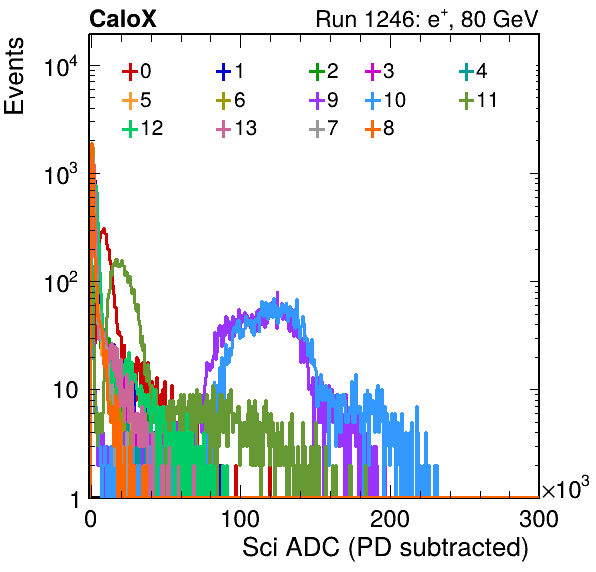 CaloX Run 1246: e⁺, 80 GeV
Events
10⁴
10³
10²
10
1
0 1 2 3 4
5 6 9 10 11
12 13 7 8
0 100 200 300
×10³
Sci ADC (PD subtracted)